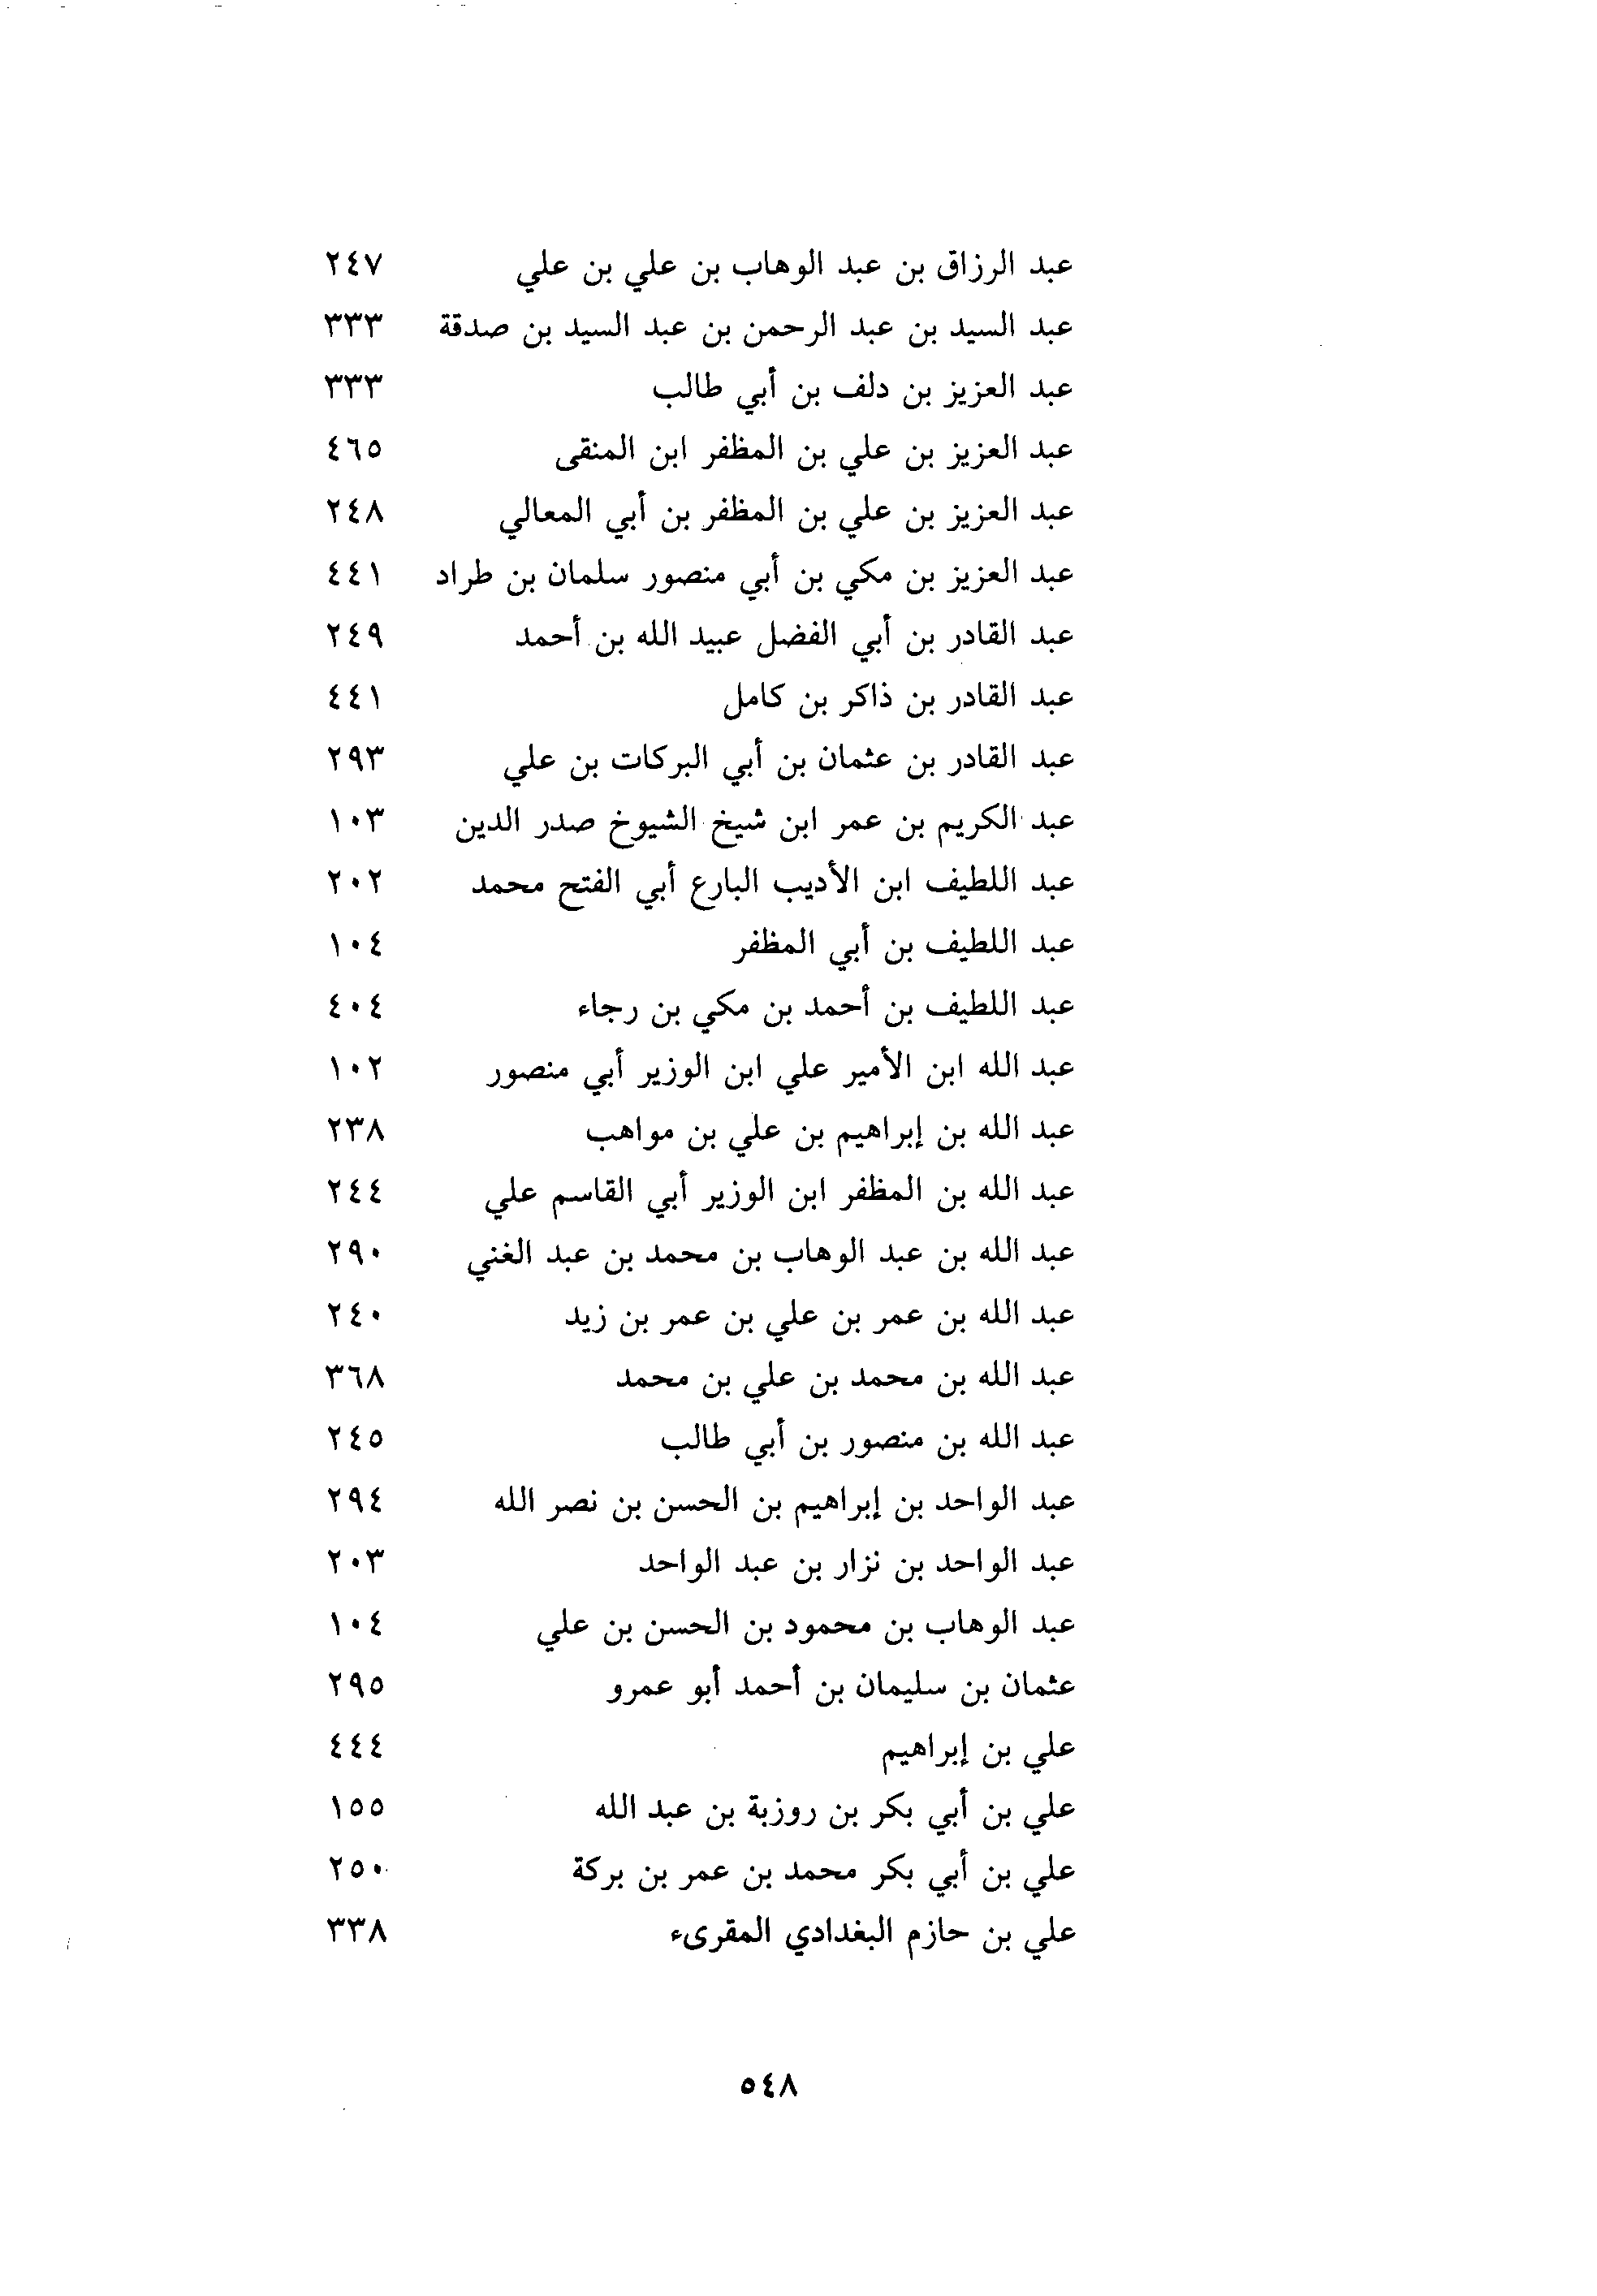 عبد الرزاق بن عبد الوهاب بن علي بن علي ٢٤٧
عبد السيد بن عبد الرحمن بن عبد السيد بن صدقة ٣٣٣
عبد العزيز بن دلف بن أبي طالب ٣٣٣
عبد العزيز بن علي بن المظفر ابن المنقى ٤٦٥
عبد العزيز بن علي بن المظفر بن أبي المعالي ٢٤٨
عبد العزيز بن مكي بن أبي منصور سلمان بن طراد ٤٤١
عبد القادر بن أبي الفضل عبيد الله بن أحمد ٢٤٩
عبد القادر بن ذاكر بن كامل ٤٤١
عبد القادر بن عثمان بن أبي البركات بن علي ٢٩٣
عبد الكريم بن عمر ابن شيخ الشيوخ صدر الدين ١٠٣
عبد اللطيف ابن الأديب البارع أبي الفتح محمد ٢٠٢
عبد اللطيف بن أبي المظفر ١٠٤
عبد اللطيف بن أحمد بن مكي بن رجاء ٤٠٤
عبد الله ابن الأمير علي ابن الوزير أبي منصور ١٠٢
عبد الله بن إبراهيم بن علي بن مواهب ٢٣٨
عبد الله بن المظفر ابن الوزير أبي القاسم علي ٢٤٤
عبد الله بن عبد الوهاب بن محمد بن عبد الغني ٢٩٠
عبد الله بن عمر بن علي بن عمر بن زيد ٢٤٠
عبد الله بن محمد بن علي بن محمد ٣٦٨
عبد الله بن منصور بن أبي طالب ٢٤٥
عبد الواحد بن إبراهيم بن الحسن بن نصر الله ٢٩٤
عبد الواحد بن نزار بن عبد الواحد ٢٠٣
عبد الوهاب بن محمود بن الحسن بن علي ١٠٤
عثمان بن سليمان بن أحمد أبو عمرو ٢٩٥
علي بن إبراهيم ٤٤٤
علي بن أبي بكر بن روزبة بن عبد الله ١٥٥
علي بن أبي بكر محمد بن عمر بن بركة ٢٥٠
علي بن حازم البغدادي المقرىء ٣٣٨
٥٤٨